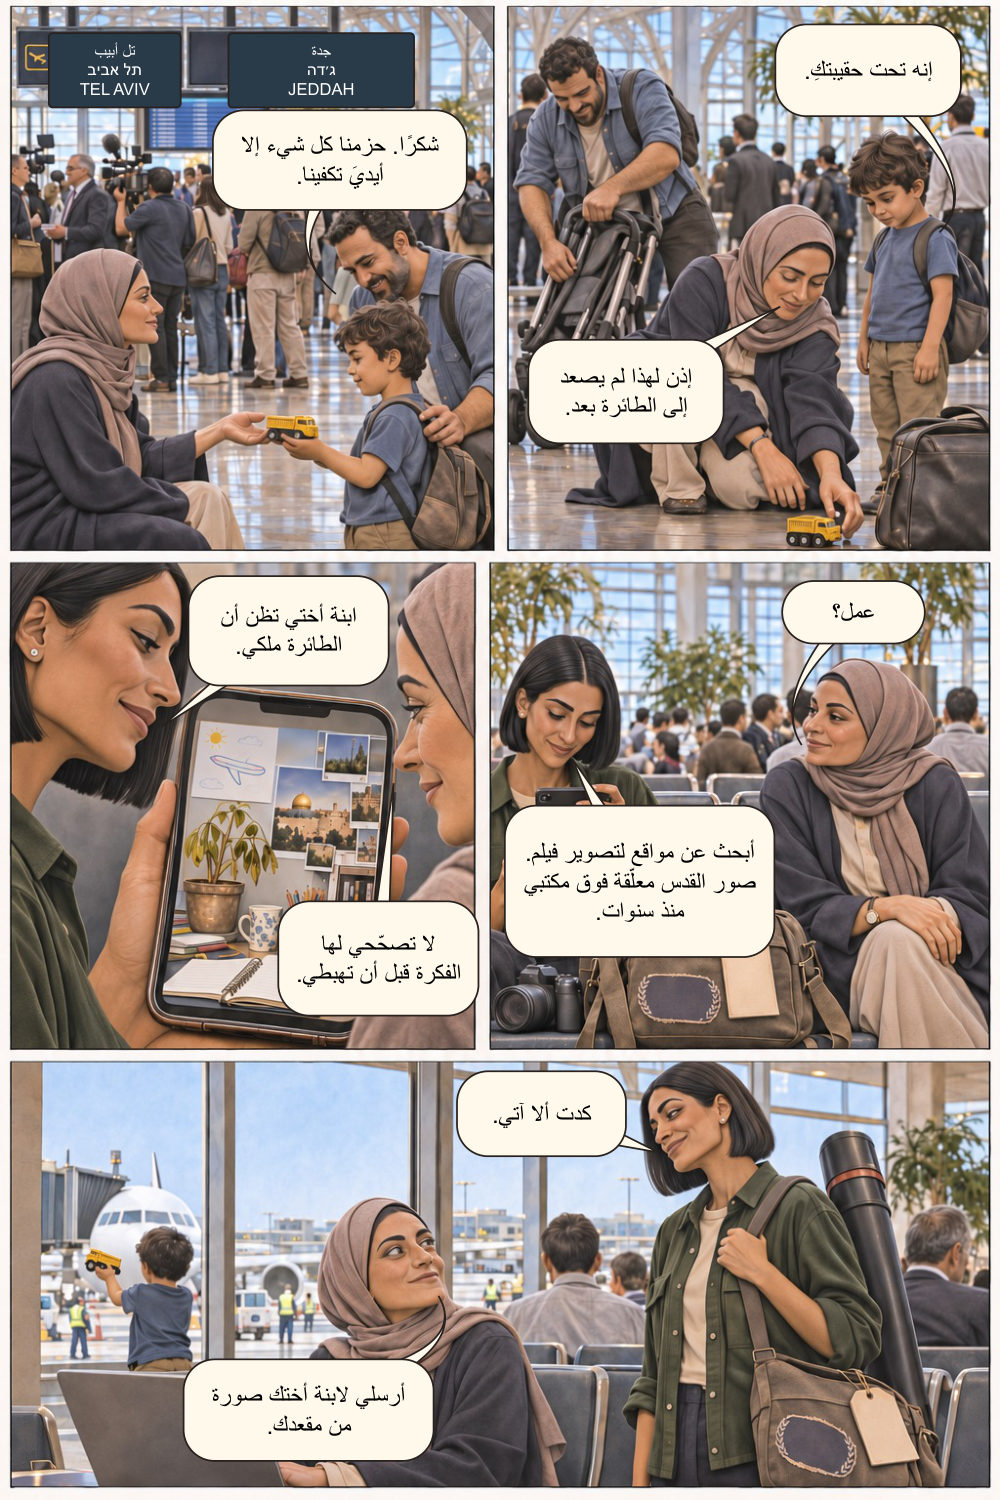 إنه تحت حقيبتكِ.
إذن لهذا لم يصعد
إلى الطائرة بعد.
جدة
ג׳דה
JEDDAH
تل أبيب
תל אביב
TEL AVIV
شكرًا. حزمنا كل شيء إلا
أيديَ تكفينا.
عمل؟
أبحث عن مواقع لتصوير فيلم.
صور القدس معلّقة فوق مكتبي
منذ سنوات.
ابنة أختي تظن أن
الطائرة ملكي.
لا تصحّحي لها
الفكرة قبل أن تهبطي.
كدت ألا آتي.
أرسلي لابنة أختك صورة
من مقعدك.